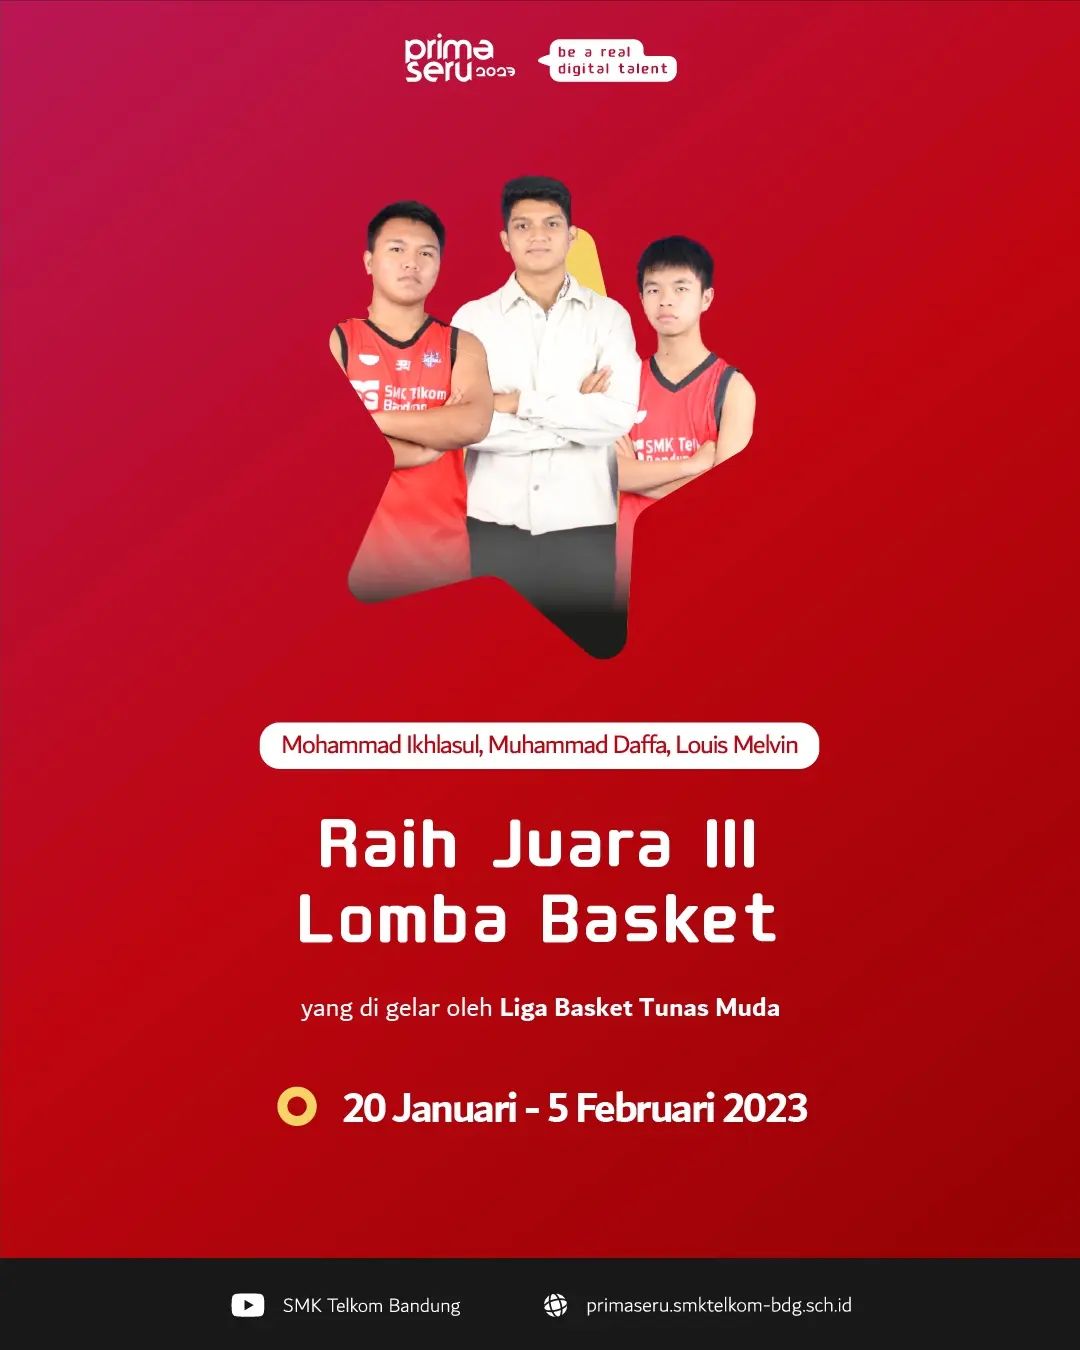 prima
seru 2023
be a real
digital talent
SMK Telkom
Bandung
SMK Tel
Mohammad Ikhlasul, Muhammad Daffa, Louis Melvin
Raih Juara III
Lomba Basket
yang di gelar oleh Liga Basket Tunas Muda
20 Januari - 5 Februari 2023
SMK Telkom Bandung
primaseru.smktelkom-bdg.sch.id